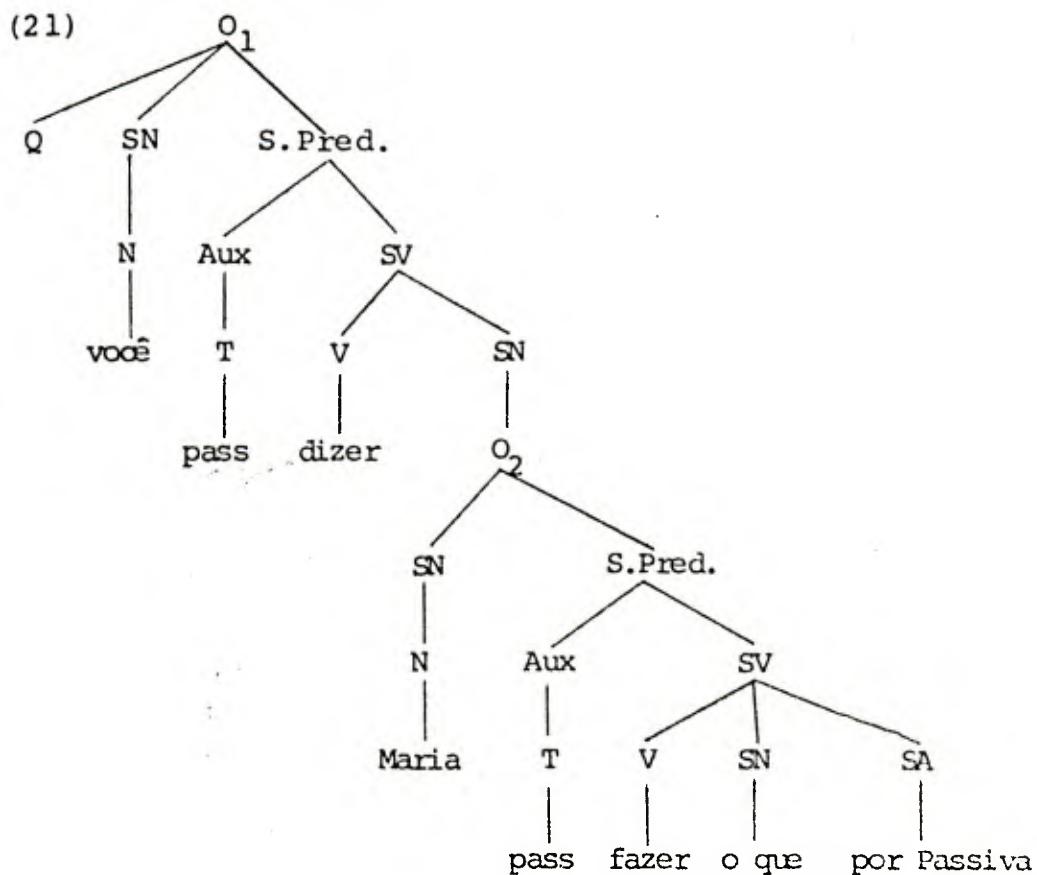 (21) O1
Q SN S.Pred.
N Aux SV
você T V SN
pass dizer O2
SN S.Pred.
N Aux SV
Maria T V SN SA
pass fazer o que por Passiva